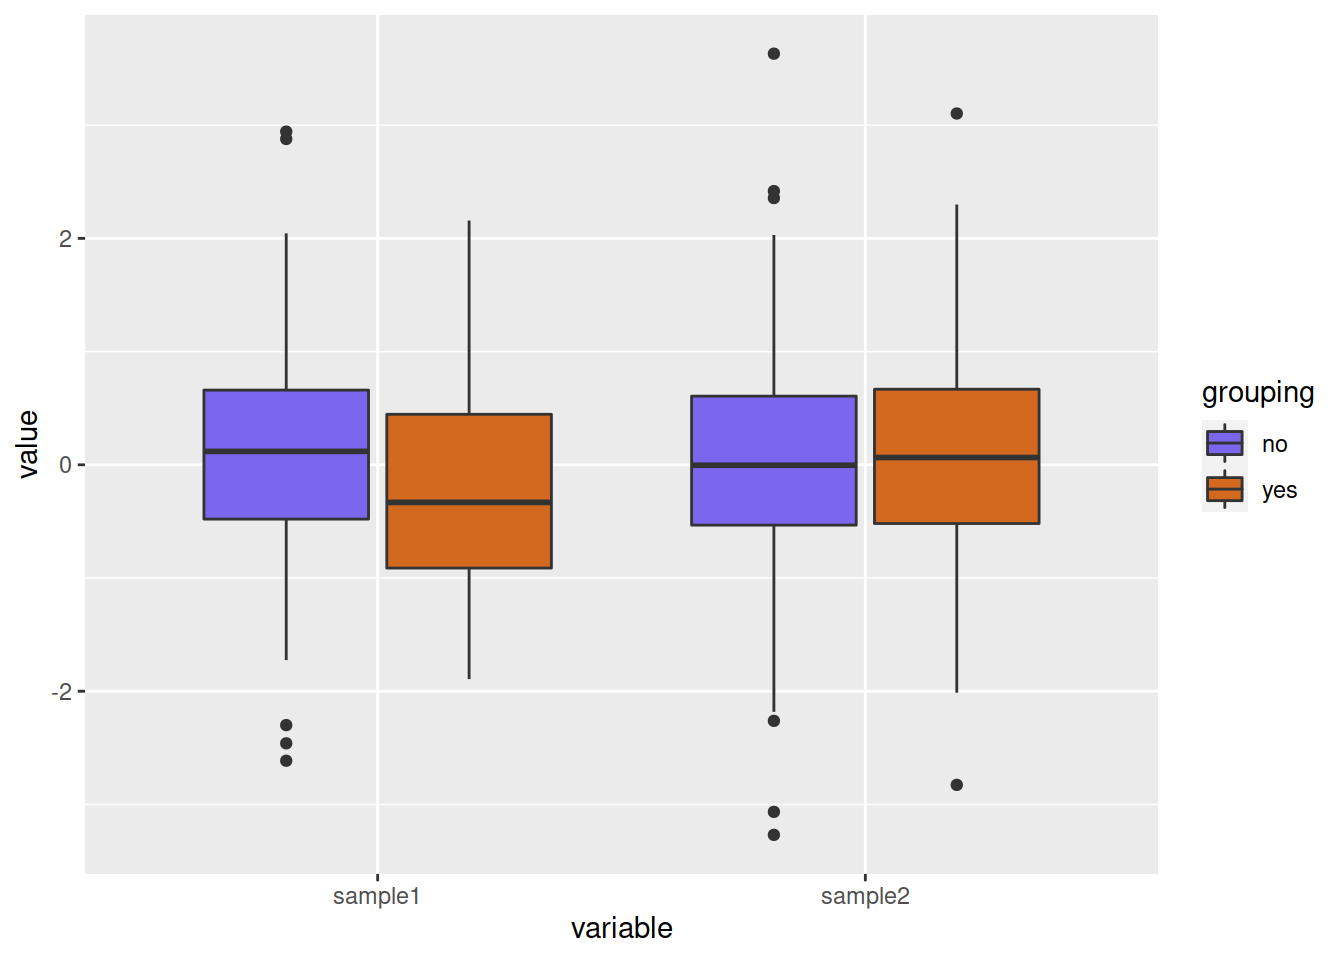 value
2
0
-2
sample1
sample2
variable
grouping
no
yes